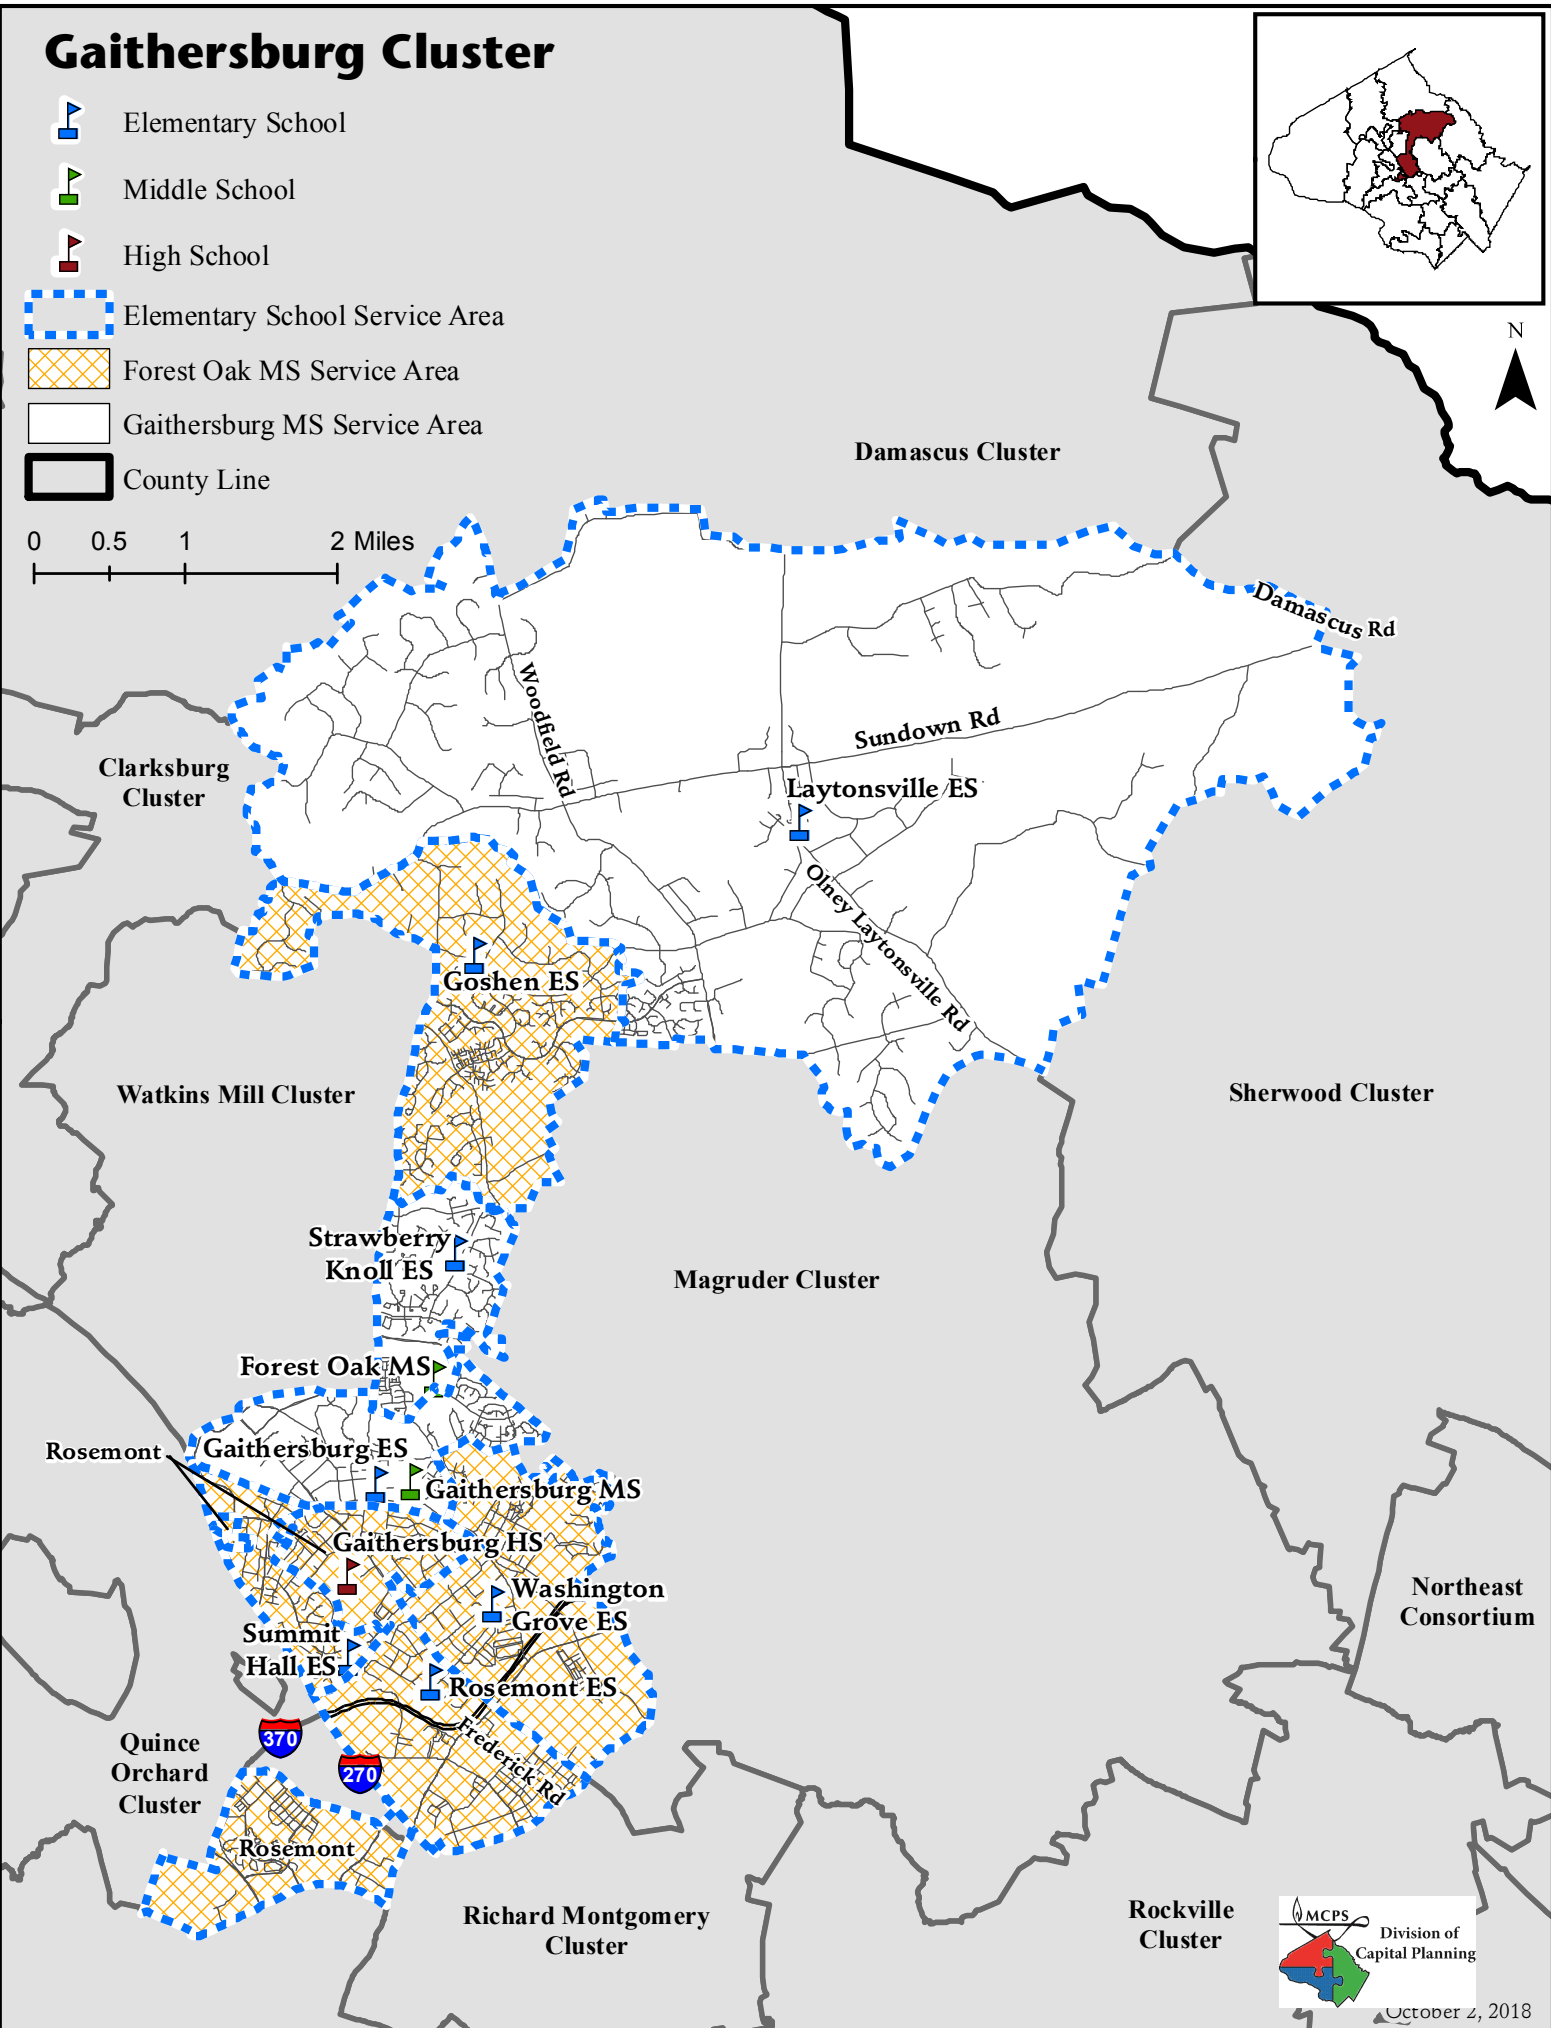 Gaithersburg Cluster
Elementary School
Middle School
High School
Elementary School Service Area
Forest Oak MS Service Area
Gaithersburg MS Service Area
County Line
0 0.5 1 2 Miles
N
Damascus Cluster
Damascus Rd
Woodfield Rd
Sundown Rd
Clarksburg
Cluster
Laytonsville ES
Olney Laytonsville Rd
Goshen ES
Watkins Mill Cluster
Sherwood Cluster
Strawberry
Knoll ES
Magruder Cluster
Forest Oak MS
Rosemont
Gaithersburg ES
Gaithersburg MS
Gaithersburg HS
Washington
Grove ES
Northeast
Consortium
Summit
Hall ES
Rosemont ES
370
Frederick Rd
270
Quince
Orchard
Cluster
Rosemont
Richard Montgomery
Cluster
Rockville
Cluster
MCPS
Division of
Capital Planning
October 2, 2018